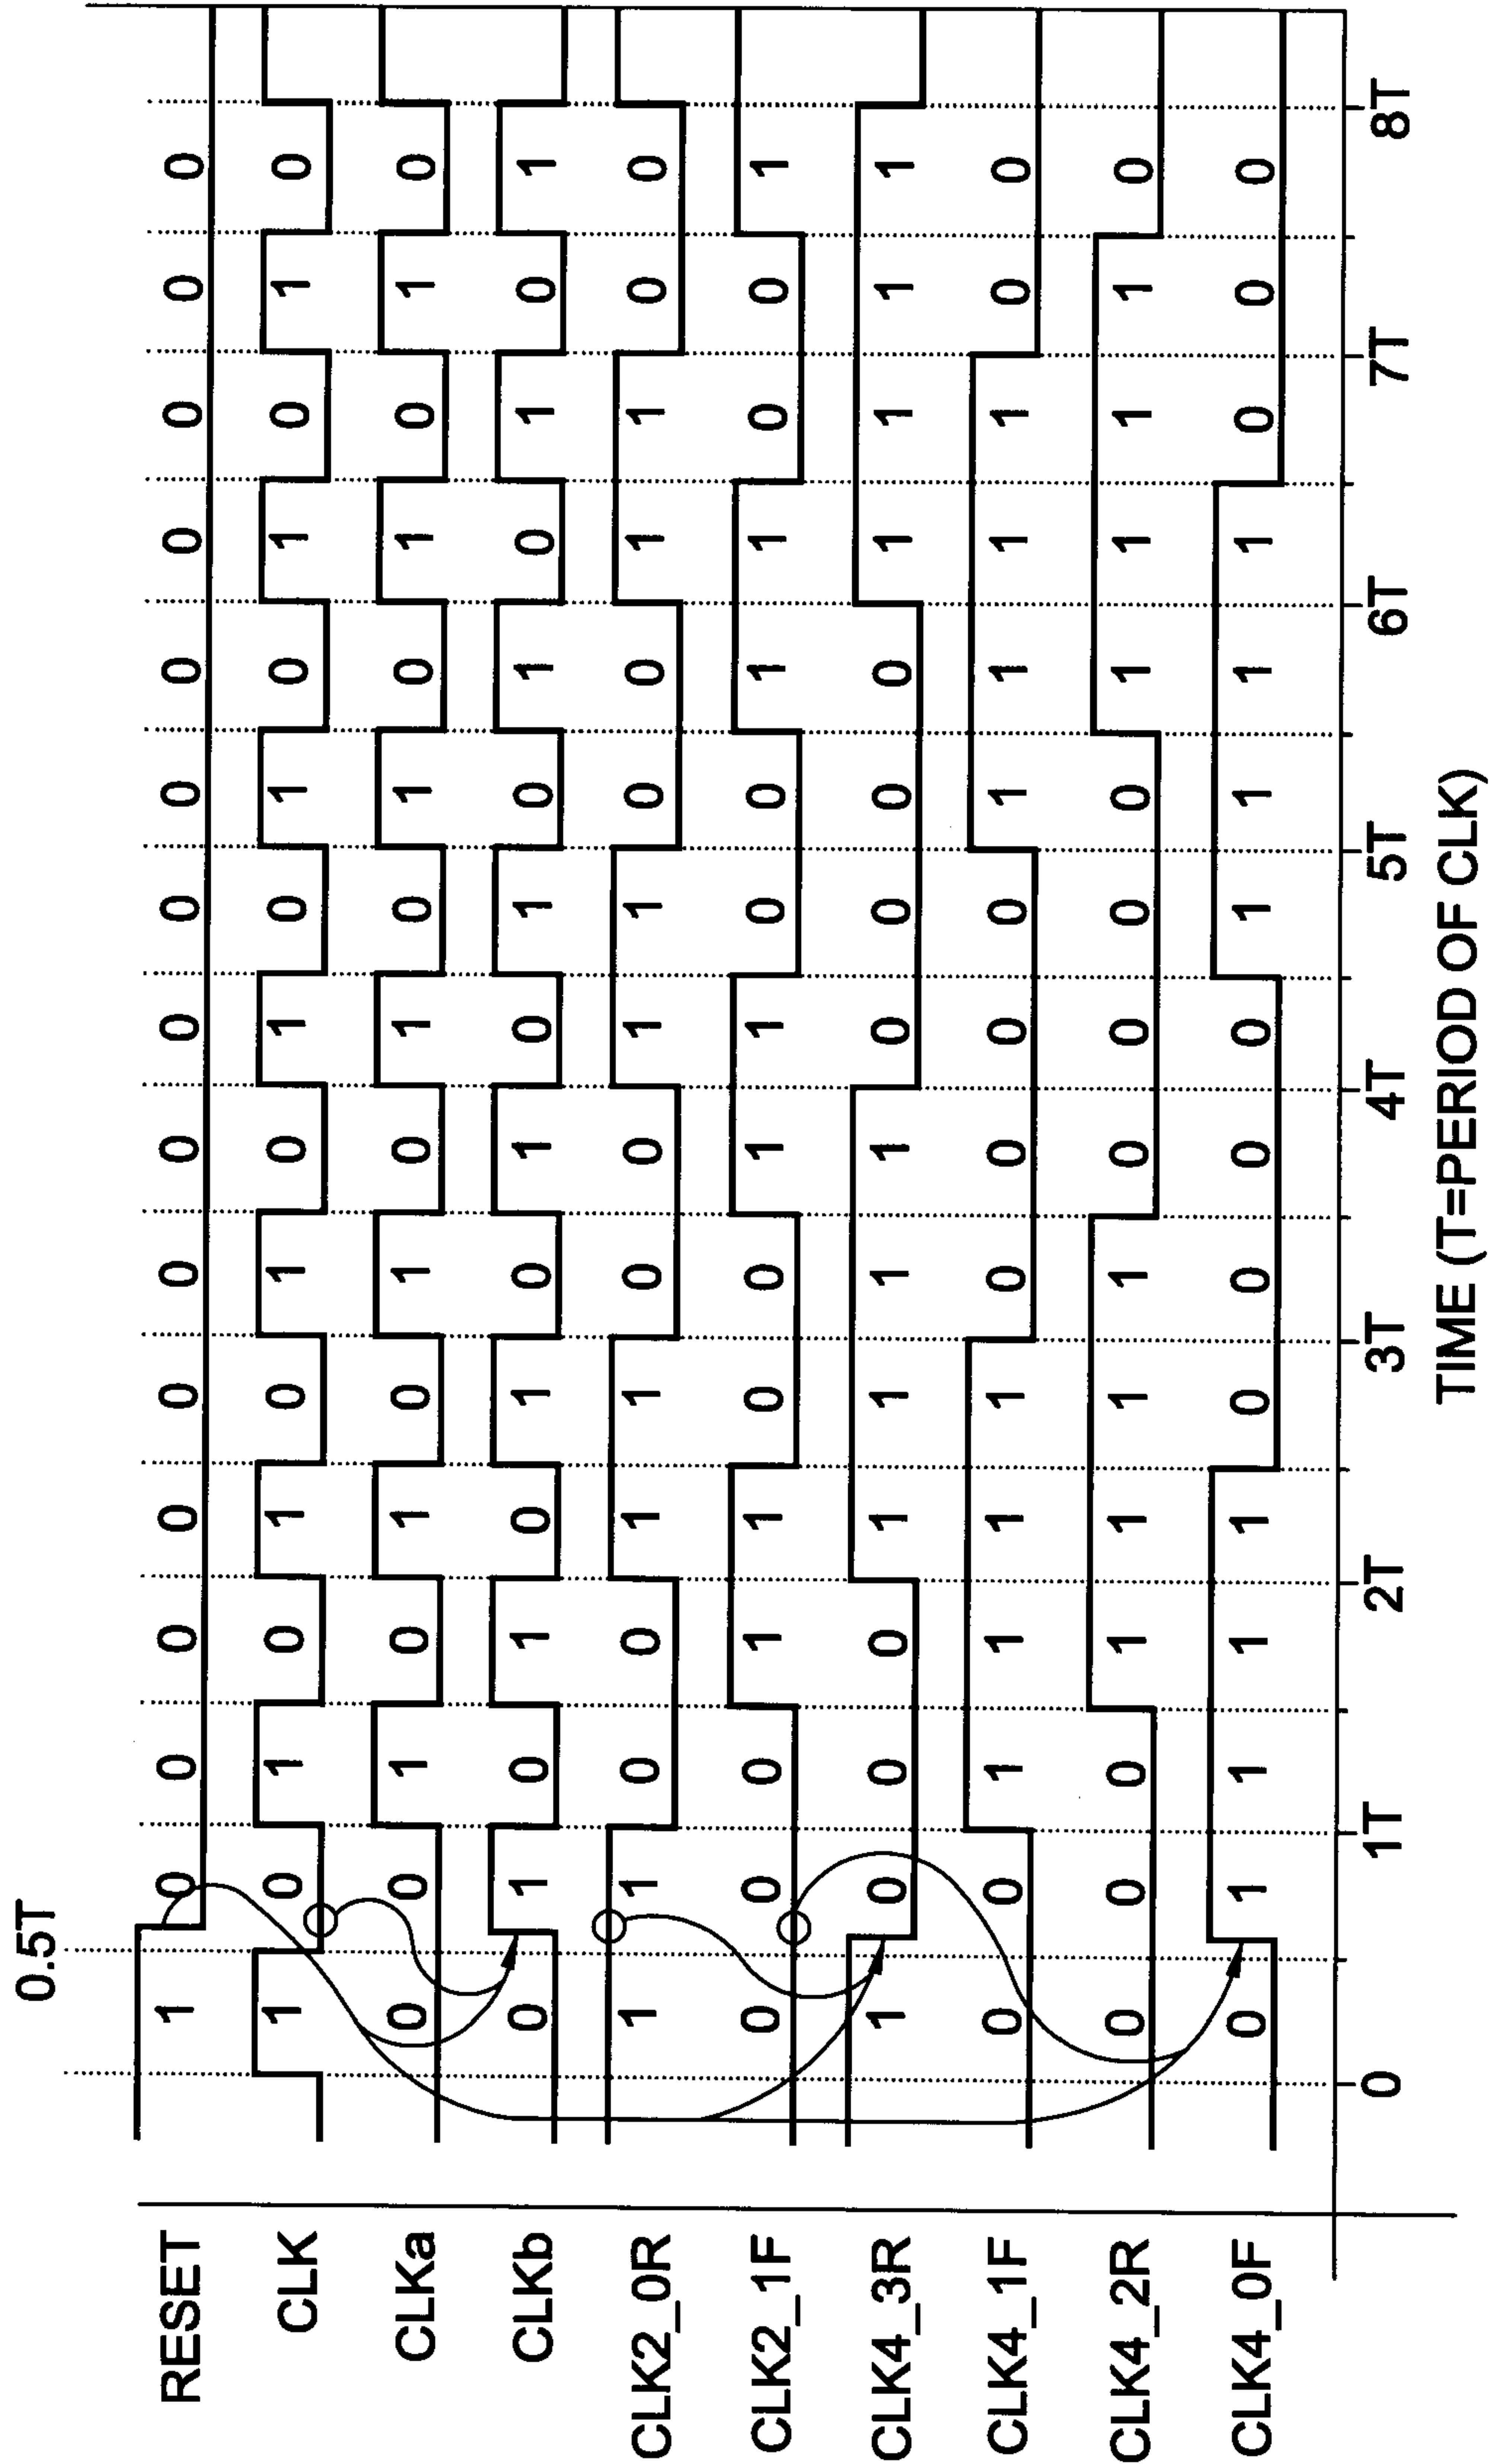 0.5T
RESET 1 0 0 0 0 0 0 0 0 0 0 0 0 0 0 0
CLK 1 0 1 0 1 0 1 0 1 0 1 0 1 0 1 0
CLKa 0 0 1 0 1 0 1 0 1 0 1 0 1 0 1 0
CLKb 0 1 0 1 0 1 0 1 0 1 0 1 0 1 0 1
CLK2_0R 1 1 0 0 1 1 0 0 1 1 0 0 1 1 0 0
CLK2_1F 0 0 0 1 1 0 0 1 1 0 0 1 1 0 0 1
CLK4_3R 1 0 0 0 1 1 1 1 0 0 0 0 1 1 1 1
CLK4_1F 0 0 1 1 1 1 0 0 0 0 1 1 1 1 0 0
CLK4_2R 0 0 0 1 1 1 1 0 0 0 0 1 1 1 1 0
CLK4_0F 0 1 1 1 1 0 0 0 0 1 1 1 1 0 0 0
0 1T 2T 3T 4T 5T 6T 7T 8T
TIME (T=PERIOD OF CLK)